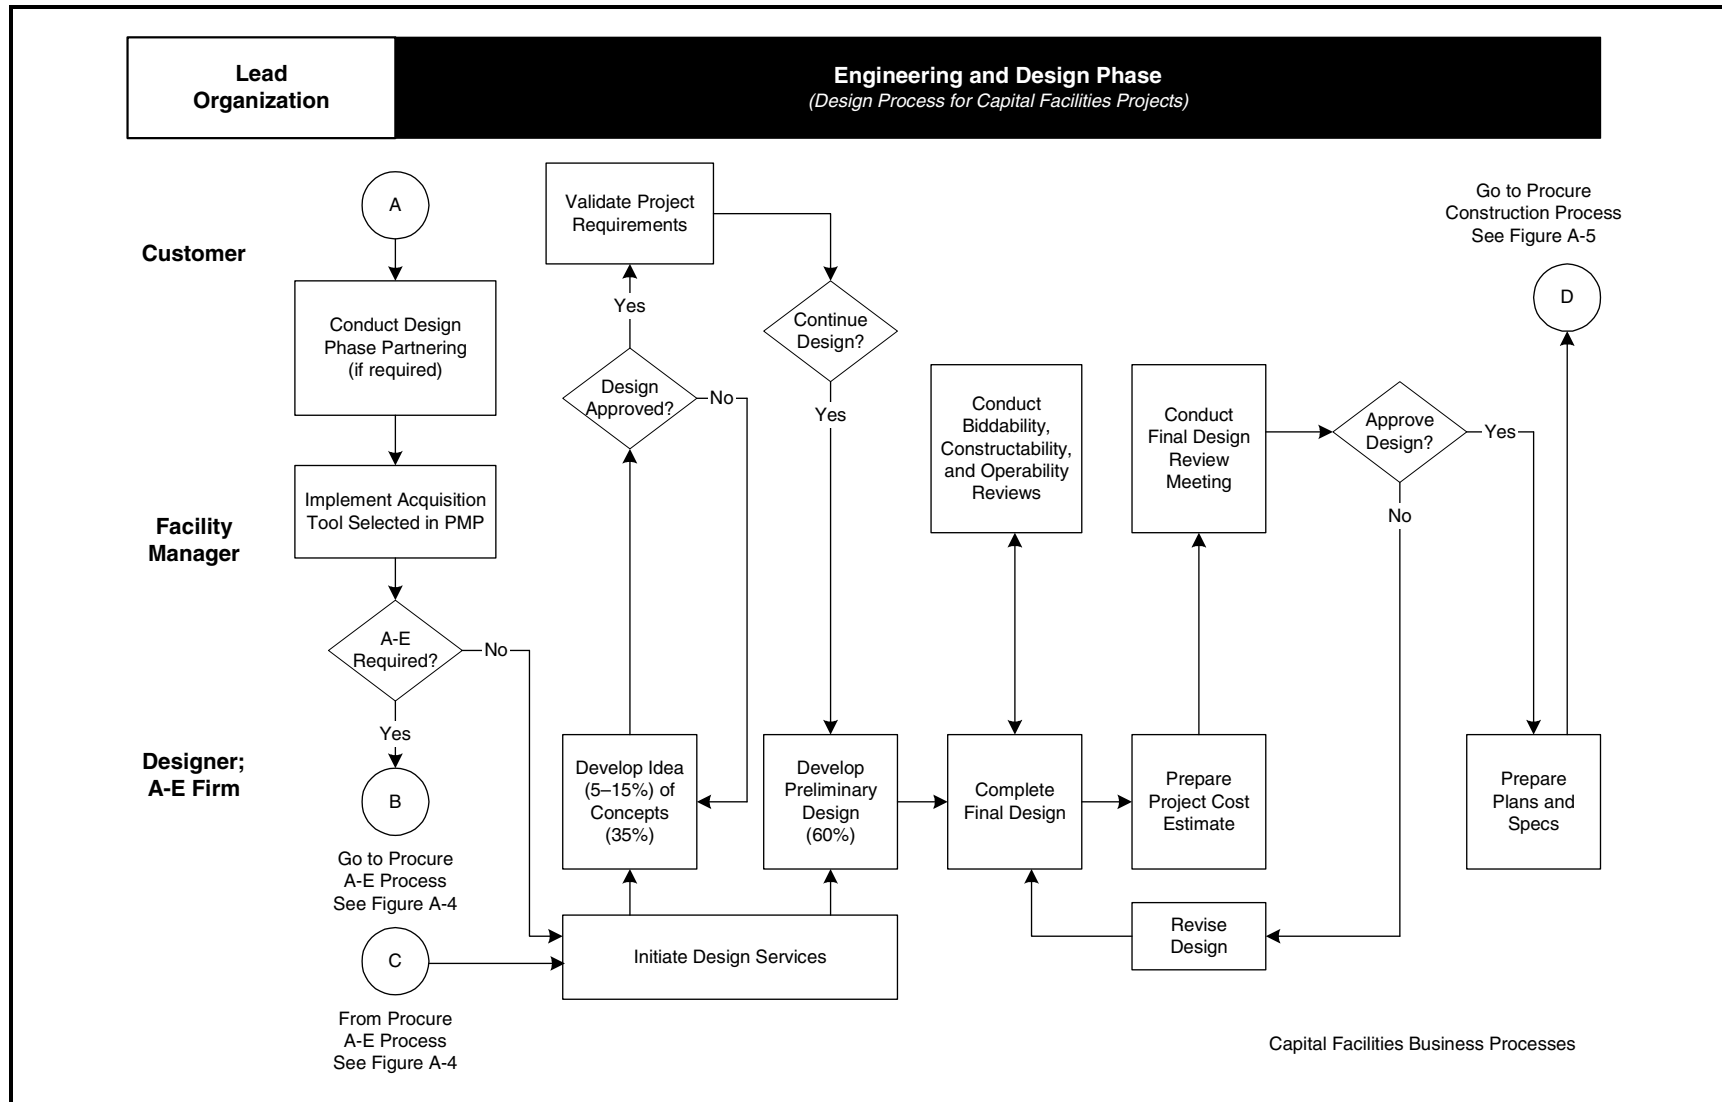 Lead
Organization
Engineering and Design Phase
(Design Process for Capital Facilities Projects)
Customer
Facility
Manager
Designer;
A-E Firm
A
Conduct Design
Phase Partnering
(if required)
Implement Acquisition
Tool Selected in PMP
A-E
Required?
No
Yes
B
Go to Procure
A-E Process
See Figure A-4
C
From Procure
A-E Process
See Figure A-4
Initiate Design Services
Develop Idea
(5–15%) of
Concepts
(35%)
Design
Approved?
No
Yes
Validate Project
Requirements
Continue
Design?
Yes
Develop
Preliminary
Design
(60%)
Complete
Final Design
Conduct
Biddability,
Constructability,
and Operability
Reviews
Prepare
Project Cost
Estimate
Conduct
Final Design
Review
Meeting
Approve
Design?
Yes
No
Revise
Design
Prepare
Plans and
Specs
D
Go to Procure
Construction Process
See Figure A-5
Capital Facilities Business Processes